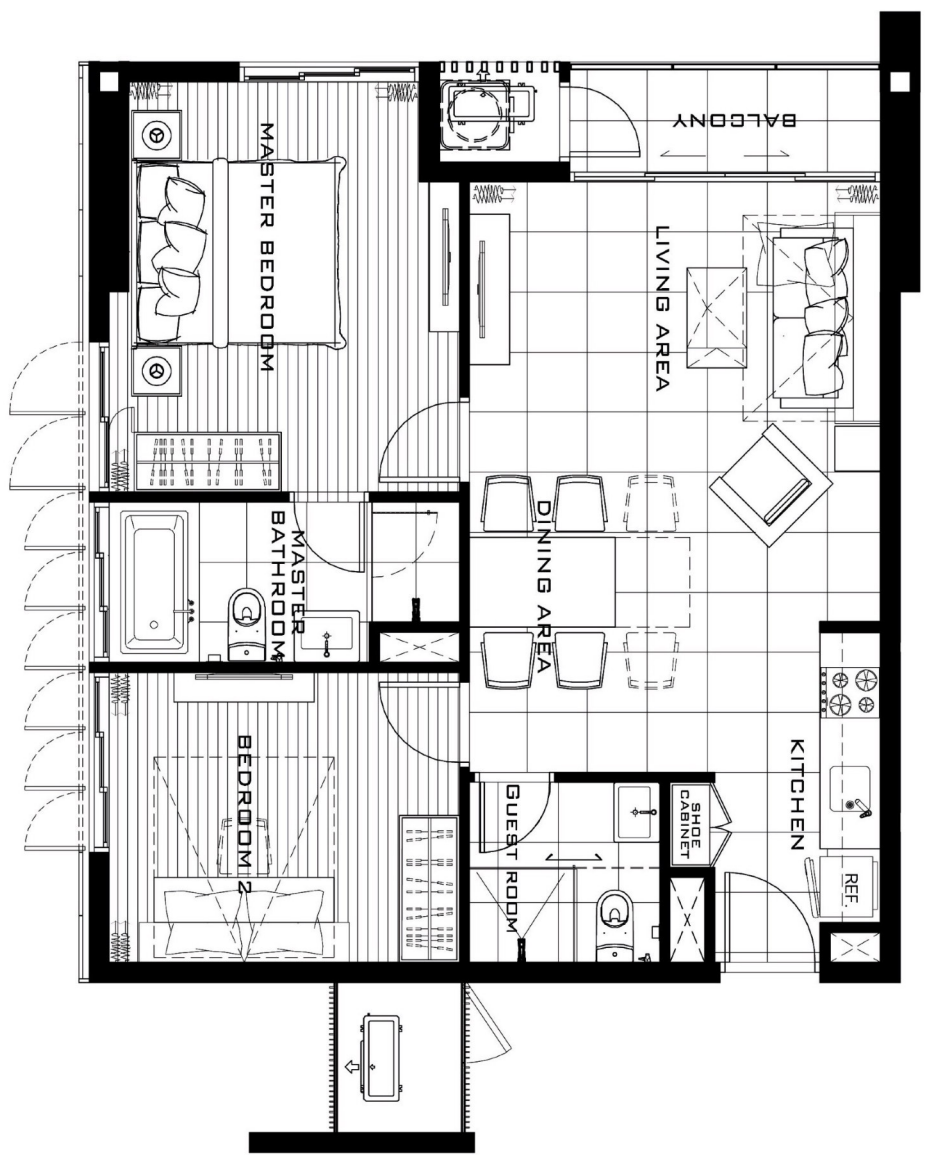 BALCONY
MASTER BEDROOM
LIVING AREA
MASTER
BATHROOM
DINING AREA
KITCHEN
BEDROOM 2
GUEST ROOM
SHOE
CABINET
REF.